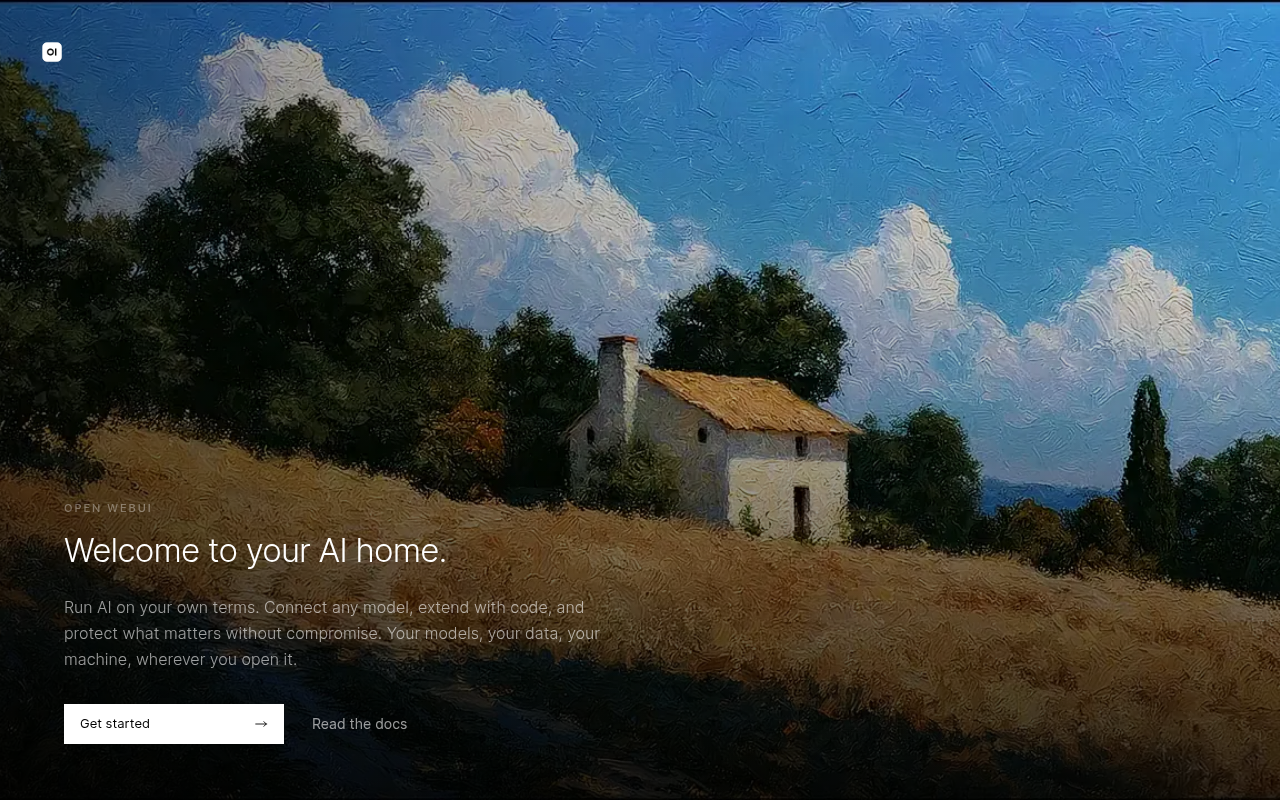 OI
OPEN WEBUI
Welcome to your AI home.
Run AI on your own terms. Connect any model, extend with code, and
protect what matters without compromise. Your models, your data, your
machine, wherever you open it.
Get started →
Read the docs